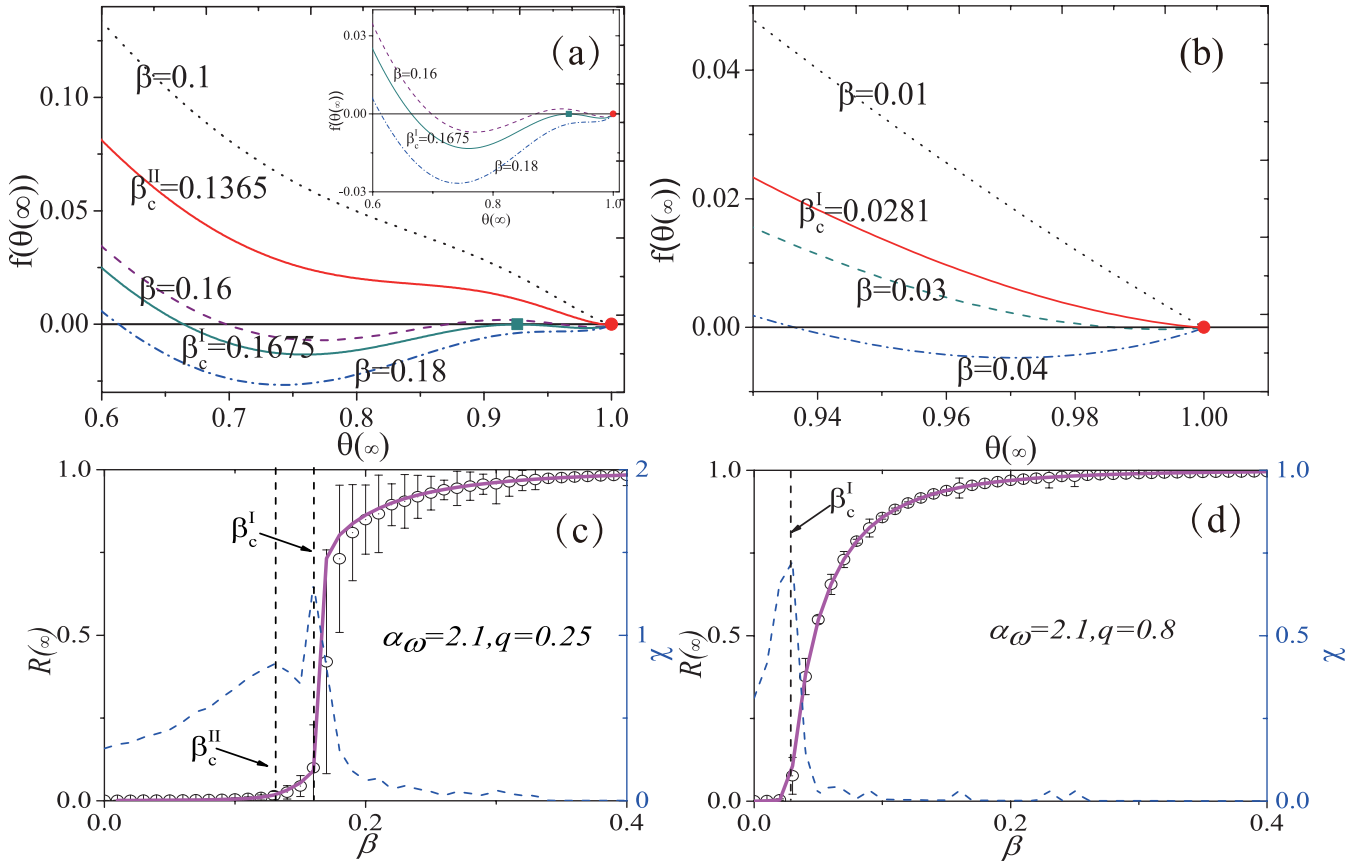 (a)
0.10
0.05
0.00
f(θ(∞))
β=0.1
β_c^II=0.1365
β=0.16
β_c^I=0.1675
β=0.18
0.6 0.7 0.8 0.9 1.0
θ(∞)
0.03
0.00
-0.03
f(θ(∞))
β=0.16
β_c^I=0.1675
β=0.18
0.6 0.8 1.0
θ(∞)
(b)
0.04
0.02
0.00
f(θ(∞))
β=0.01
β_c^I=0.0281
β=0.03
β=0.04
0.94 0.96 0.98 1.00
θ(∞)
(c)
1.0
0.5
0.0
R(∞)
β_c^I
β_c^II
α_ω=2.1,q=0.25
2
1
0
χ
0.0 0.2 0.4
β
(d)
1.0
0.5
0.0
R(∞)
β_c^I
α_ω=2.1,q=0.8
1.0
0.5
0.0
χ
0.0 0.2 0.4
β